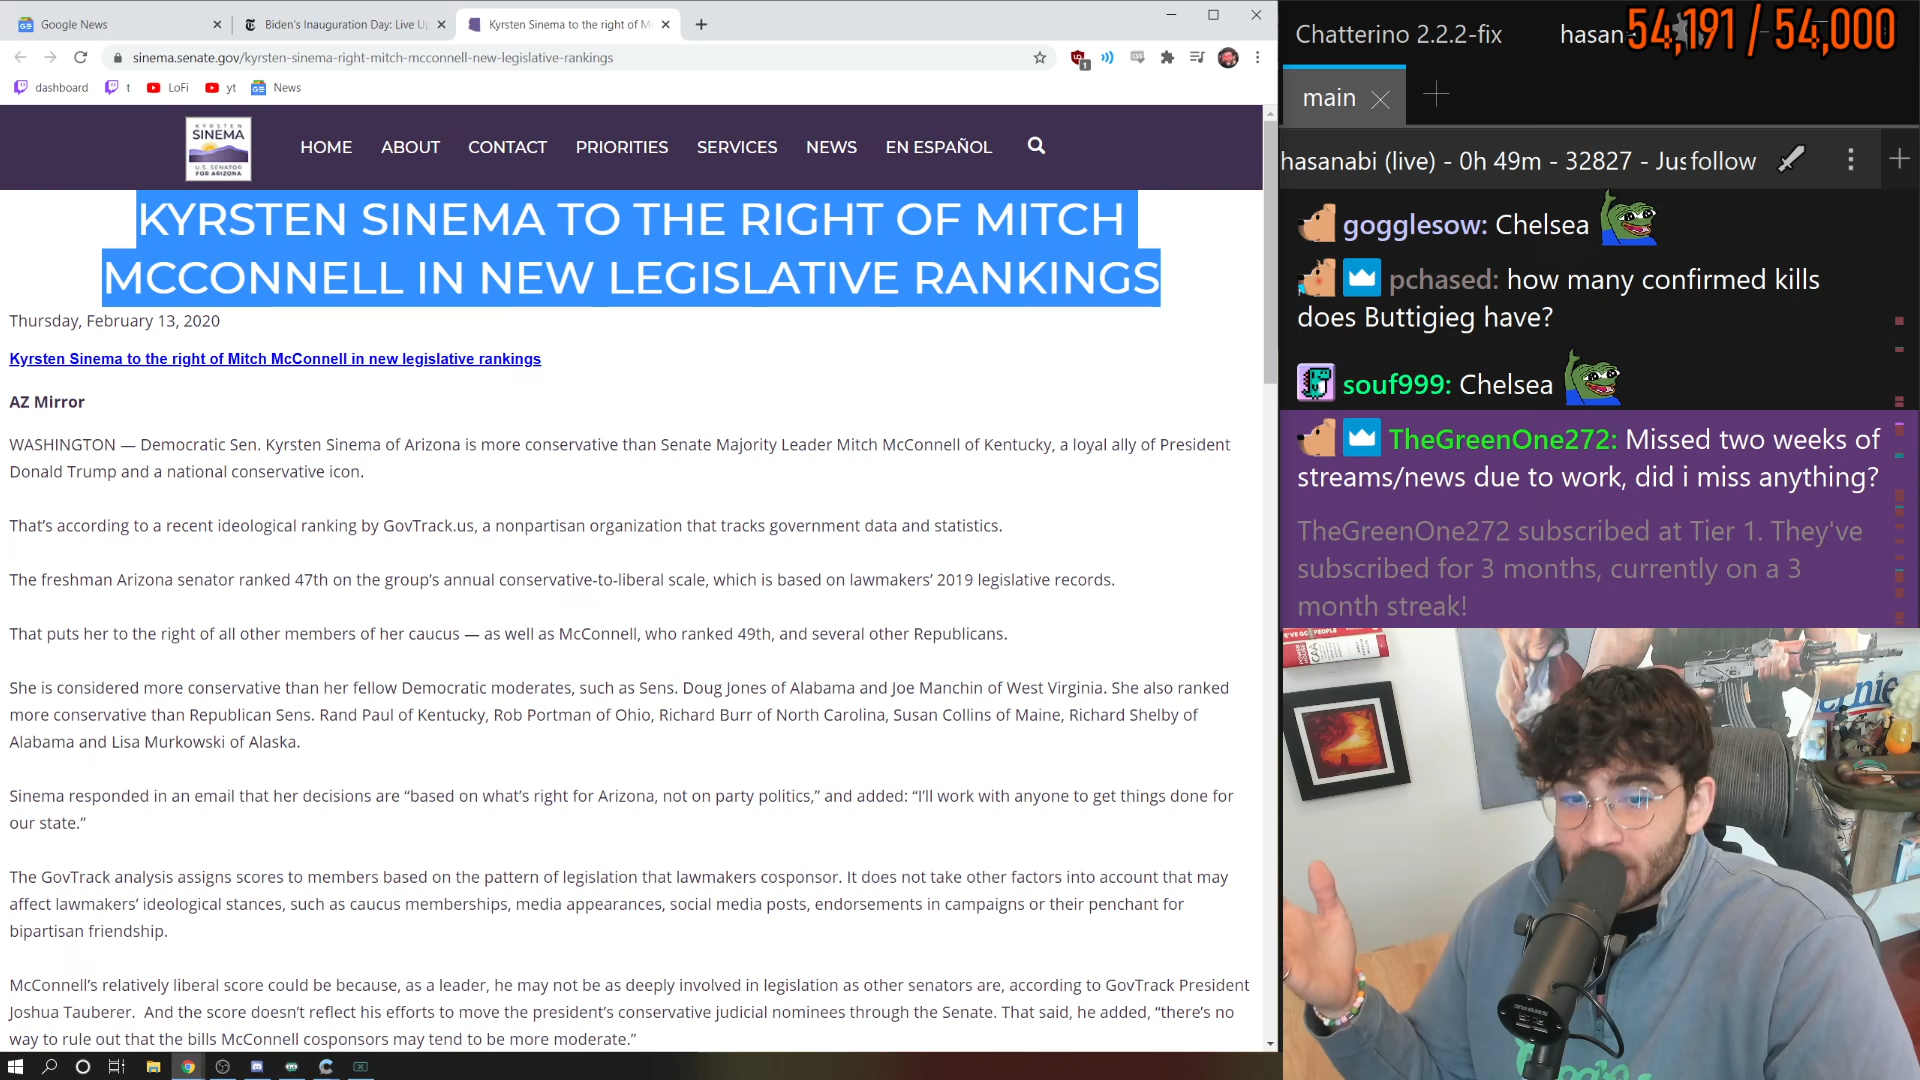 Google News
Biden's Inauguration Day: Live U
Kyrsten Sinema to the right of M
sinema.senate.gov/kyrsten-sinema-right-mitch-mcconnell-new-legislative-rankings
dashboard
t
LoFi
yt
News
KYRSTEN
SINEMA
U.S. SENATOR
FOR ARIZONA
HOME
ABOUT
CONTACT
PRIORITIES
SERVICES
NEWS
EN ESPAÑOL
KYRSTEN SINEMA TO THE RIGHT OF MITCH
MCCONNELL IN NEW LEGISLATIVE RANKINGS
Thursday, February 13, 2020
Kyrsten Sinema to the right of Mitch McConnell in new legislative rankings
AZ Mirror
WASHINGTON — Democratic Sen. Kyrsten Sinema of Arizona is more conservative than Senate Majority Leader Mitch McConnell of Kentucky, a loyal ally of President
Donald Trump and a national conservative icon.
That's according to a recent ideological ranking by GovTrack.us, a nonpartisan organization that tracks government data and statistics.
The freshman Arizona senator ranked 47th on the group's annual conservative-to-liberal scale, which is based on lawmakers' 2019 legislative records.
That puts her to the right of all other members of her caucus — as well as McConnell, who ranked 49th, and several other Republicans.
She is considered more conservative than her fellow Democratic moderates, such as Sens. Doug Jones of Alabama and Joe Manchin of West Virginia. She also ranked
more conservative than Republican Sens. Rand Paul of Kentucky, Rob Portman of Ohio, Richard Burr of North Carolina, Susan Collins of Maine, Richard Shelby of
Alabama and Lisa Murkowski of Alaska.
Sinema responded in an email that her decisions are “based on what's right for Arizona, not on party politics,” and added: “I'll work with anyone to get things done for
our state.”
The GovTrack analysis assigns scores to members based on the pattern of legislation that lawmakers cosponsor. It does not take other factors into account that may
affect lawmakers' ideological stances, such as caucus memberships, media appearances, social media posts, endorsements in campaigns or their penchant for
bipartisan friendship.
McConnell's relatively liberal score could be because, as a leader, he may not be as deeply involved in legislation as other senators are, according to GovTrack President
Joshua Tauberer.  And the score doesn't reflect his efforts to move the president's conservative judicial nominees through the Senate. That said, he added, “there's no
way to rule out that the bills McConnell cosponsors may tend to be more moderate.”
Chatterino 2.2.2-fix
hasan
54,191 / 54,000
main
hasanabi (live) - 0h 49m - 32827 - Jus
follow
gogglesow: Chelsea
pchased: how many confirmed kills
does Buttigieg have?
souf999: Chelsea
TheGreenOne272: Missed two weeks of
streams/news due to work, did i miss anything?
TheGreenOne272 subscribed at Tier 1. They've
subscribed for 3 months, currently on a 3
month streak!